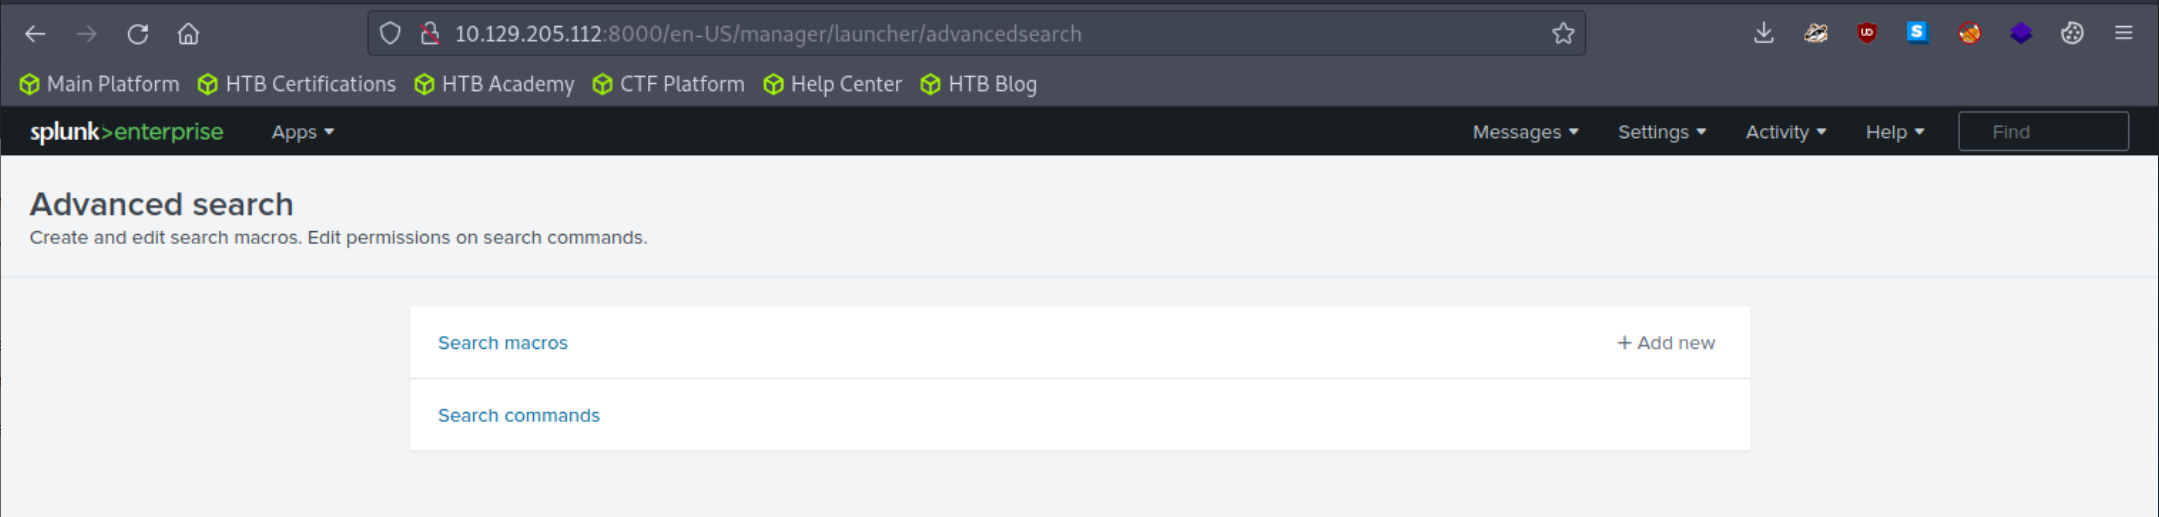 10.129.205.112:8000/en-US/manager/launcher/advancedsearch
Main Platform HTB Certifications HTB Academy CTF Platform Help Center HTB Blog
splunk>enterprise Apps Messages Settings Activity Help Find
Advanced search
Create and edit search macros. Edit permissions on search commands.
Search macros + Add new
Search commands